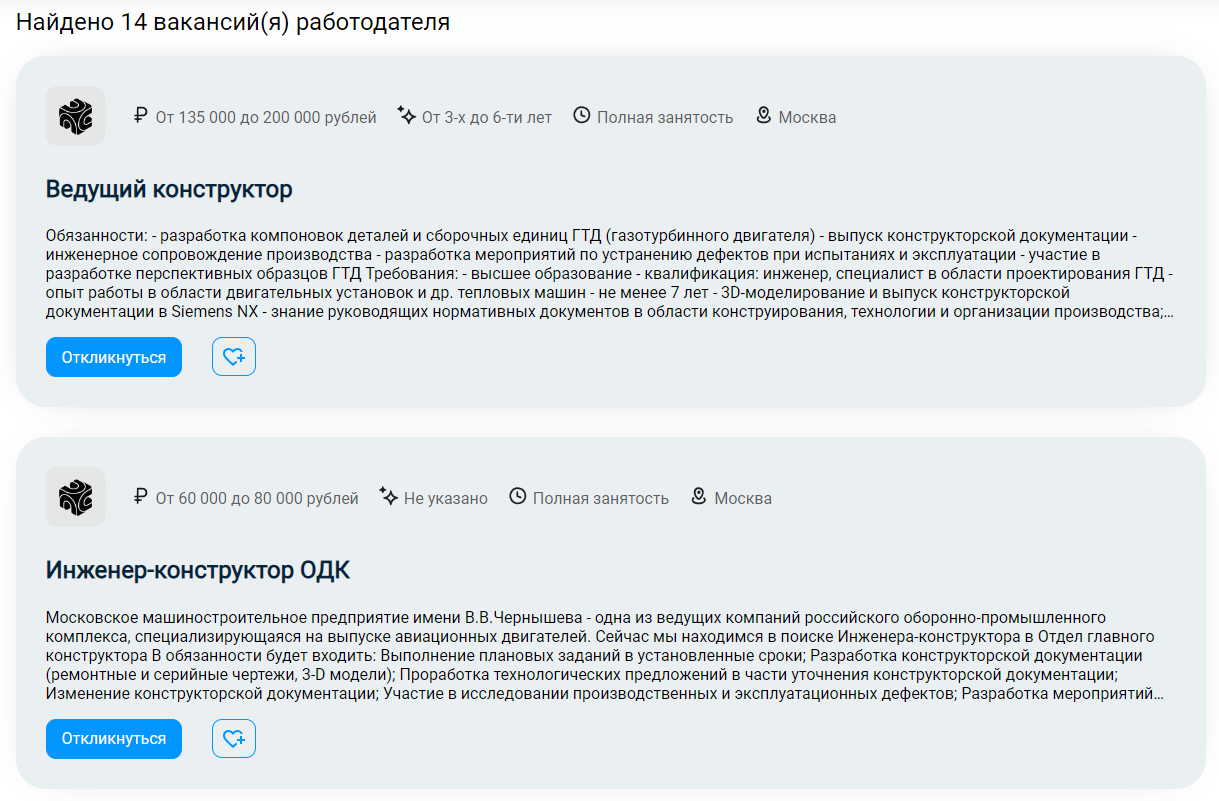 Найдено 14 вакансий(я) работодателя
От 135 000 до 200 000 рублей От 3-х до 6-ти лет Полная занятость Москва
Ведущий конструктор
Обязанности: - разработка компоновок деталей и сборочных единиц ГТД (газотурбинного двигателя) - выпуск конструкторской документации -
инженерное сопровождение производства - разработка мероприятий по устранению дефектов при испытаниях и эксплуатации - участие в
разработке перспективных образцов ГТД Требования: - высшее образование - квалификация: инженер, специалист в области проектирования ГТД -
опыт работы в области двигательных установок и др. тепловых машин - не менее 7 лет - 3D-моделирование и выпуск конструкторской
документации в Siemens NX - знание руководящих нормативных документов в области конструирования, технологии и организации производства;...
Откликнуться
От 60 000 до 80 000 рублей Не указано Полная занятость Москва
Инженер-конструктор ОДК
Московское машиностроительное предприятие имени В.В.Чернышева - одна из ведущих компаний российского оборонно-промышленного
комплекса, специализирующаяся на выпуске авиационных двигателей. Сейчас мы находимся в поиске Инженера-конструктора в Отдел главного
конструктора В обязанности будет входить: Выполнение плановых заданий в установленные сроки; Разработка конструкторской документации
(ремонтные и серийные чертежи, 3-D модели); Проработка технологических предложений в части уточнения конструкторской документации;
Изменение конструкторской документации; Участие в исследовании производственных и эксплуатационных дефектов; Разработка мероприятий...
Откликнуться